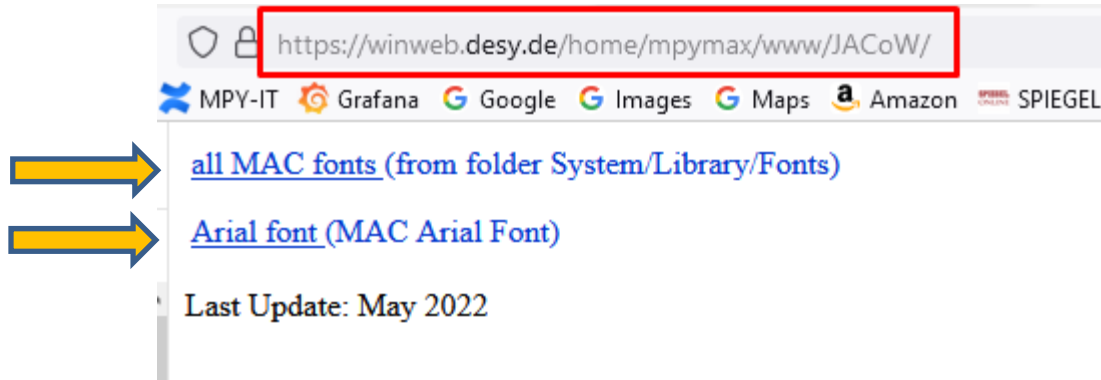 https://winweb.desy.de/home/mpymax/www/JACoW/
MPY-IT Grafana Google Images Maps Amazon SPIEGEL
all MAC fonts (from folder System/Library/Fonts)
Arial font (MAC Arial Font)
Last Update: May 2022